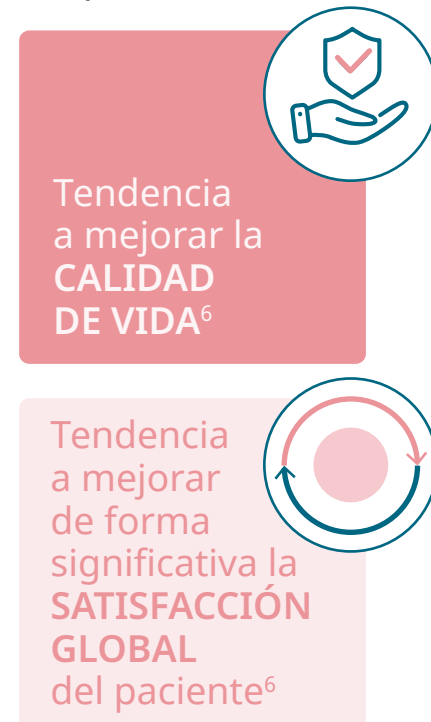 Tendencia
a mejorar la
CALIDAD
DE VIDA⁶
Tendencia
a mejorar
de forma
significativa la
SATISFACCIÓN
GLOBAL
del paciente⁶